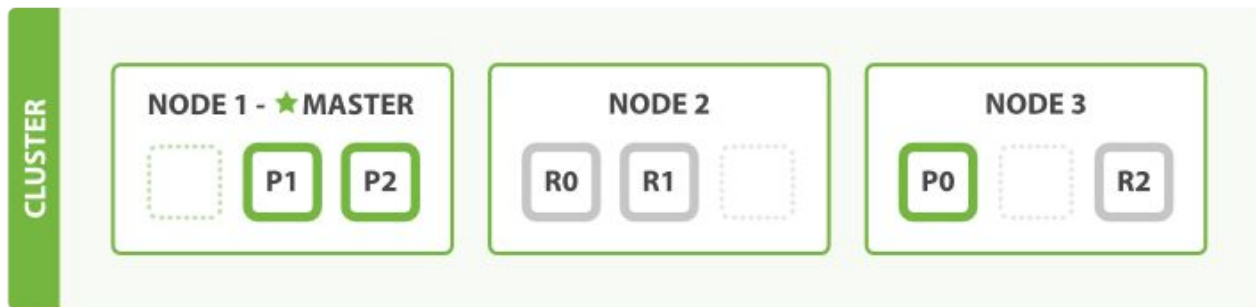 CLUSTER
NODE 1 - ★ MASTER
P1 P2
NODE 2
R0 R1
NODE 3
P0 R2